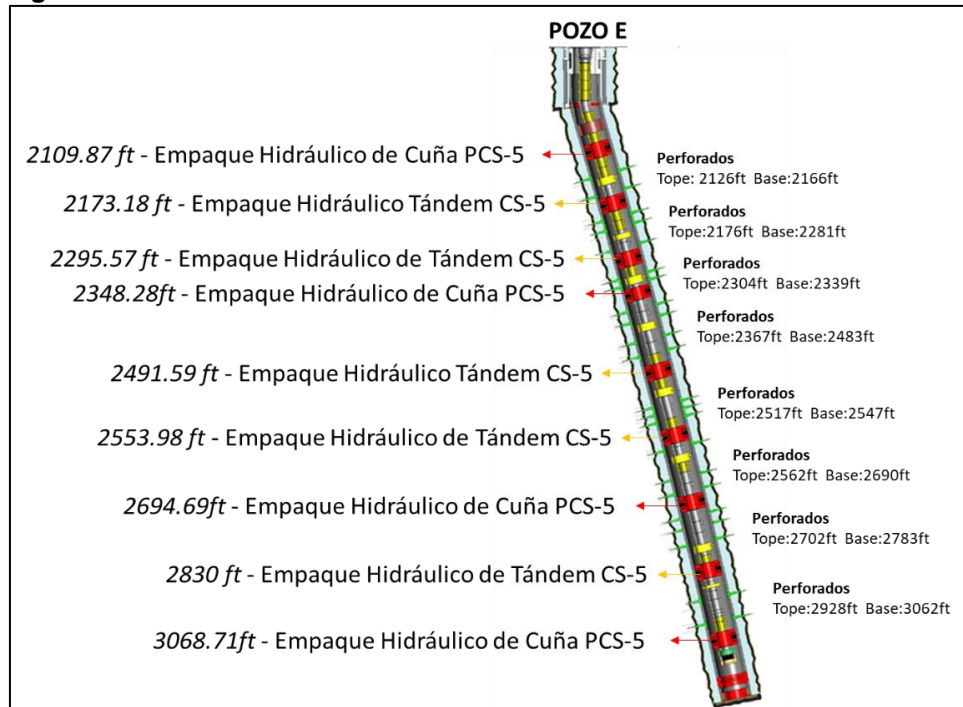 POZO E
2109.87 ft - Empaque Hidráulico de Cuña PCS-5
Perforados
Tope: 2126ft Base:2166ft
2173.18 ft - Empaque Hidráulico Tándem CS-5
Perforados
Tope:2176ft Base:2281ft
2295.57 ft - Empaque Hidráulico de Tándem CS-5
Perforados
Tope:2304ft Base:2339ft
2348.28ft - Empaque Hidráulico de Cuña PCS-5
Perforados
Tope:2367ft Base:2483ft
2491.59 ft - Empaque Hidráulico Tándem CS-5
Perforados
Tope:2517ft Base:2547ft
2553.98 ft - Empaque Hidráulico de Tándem CS-5
Perforados
Tope:2562ft Base:2690ft
2694.69ft - Empaque Hidráulico de Cuña PCS-5
Perforados
Tope:2702ft Base:2783ft
2830 ft - Empaque Hidráulico de Tándem CS-5
Perforados
Tope:2928ft Base:3062ft
3068.71ft - Empaque Hidráulico de Cuña PCS-5